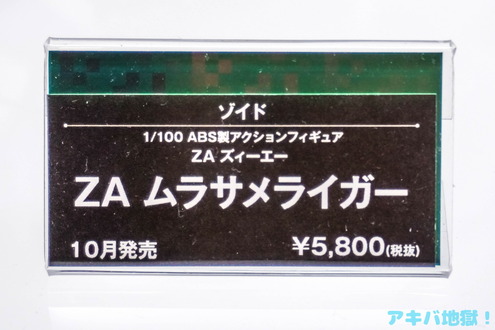 ゾイド
1/100 ABS製アクションフィギュア
ZA ズィーエー
ZA ムラサメライガー
10月発売 ¥5,800(税抜)
アキバ地獄！